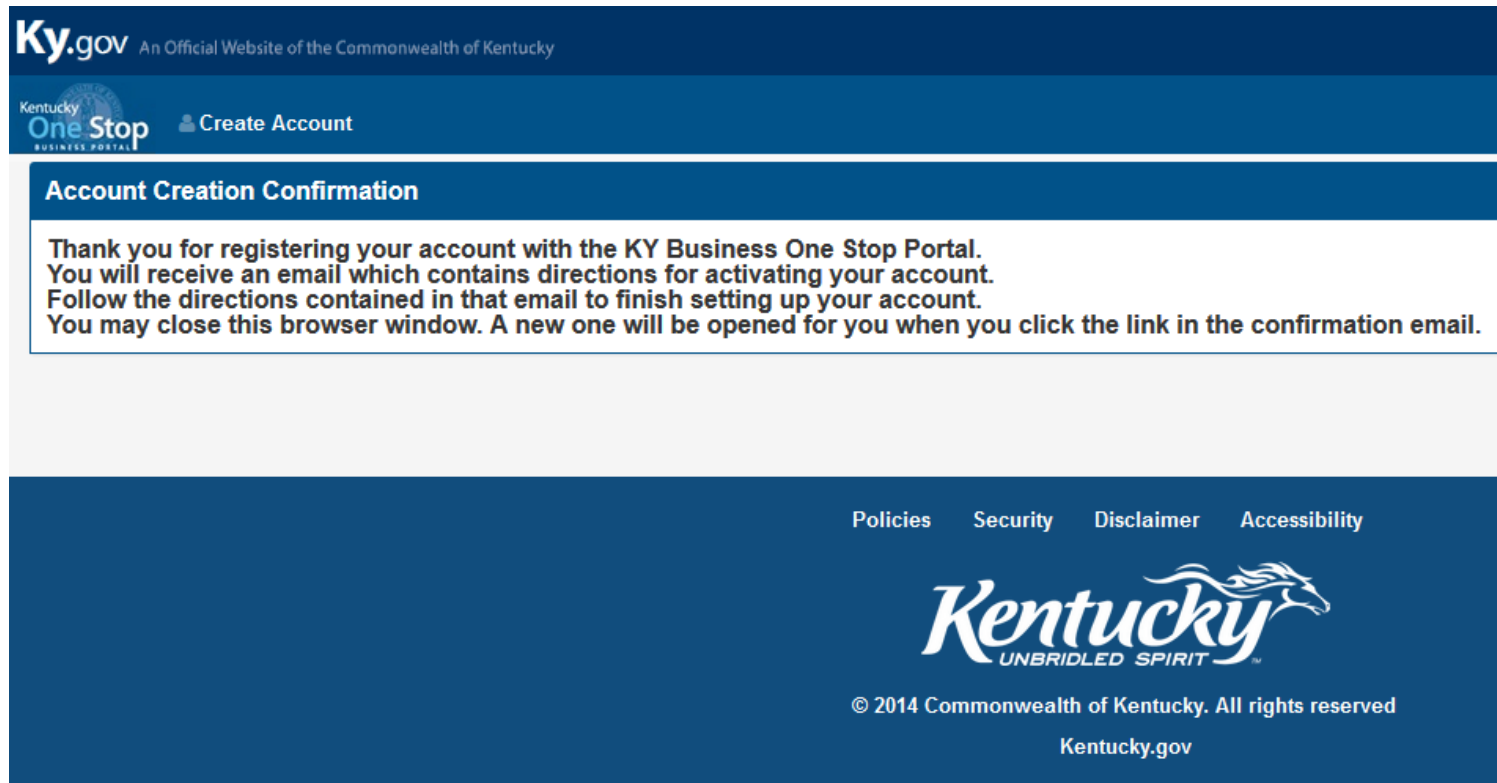 Ky.gov An Official Website of the Commonwealth of Kentucky
Kentucky
One Stop
BUSINESS PORTAL
Create Account
Account Creation Confirmation
Thank you for registering your account with the KY Business One Stop Portal.
You will receive an email which contains directions for activating your account.
Follow the directions contained in that email to finish setting up your account.
You may close this browser window. A new one will be opened for you when you click the link in the confirmation email.
Policies Security Disclaimer Accessibility
Kentucky
UNBRIDLED SPIRIT TM
© 2014 Commonwealth of Kentucky. All rights reserved
Kentucky.gov